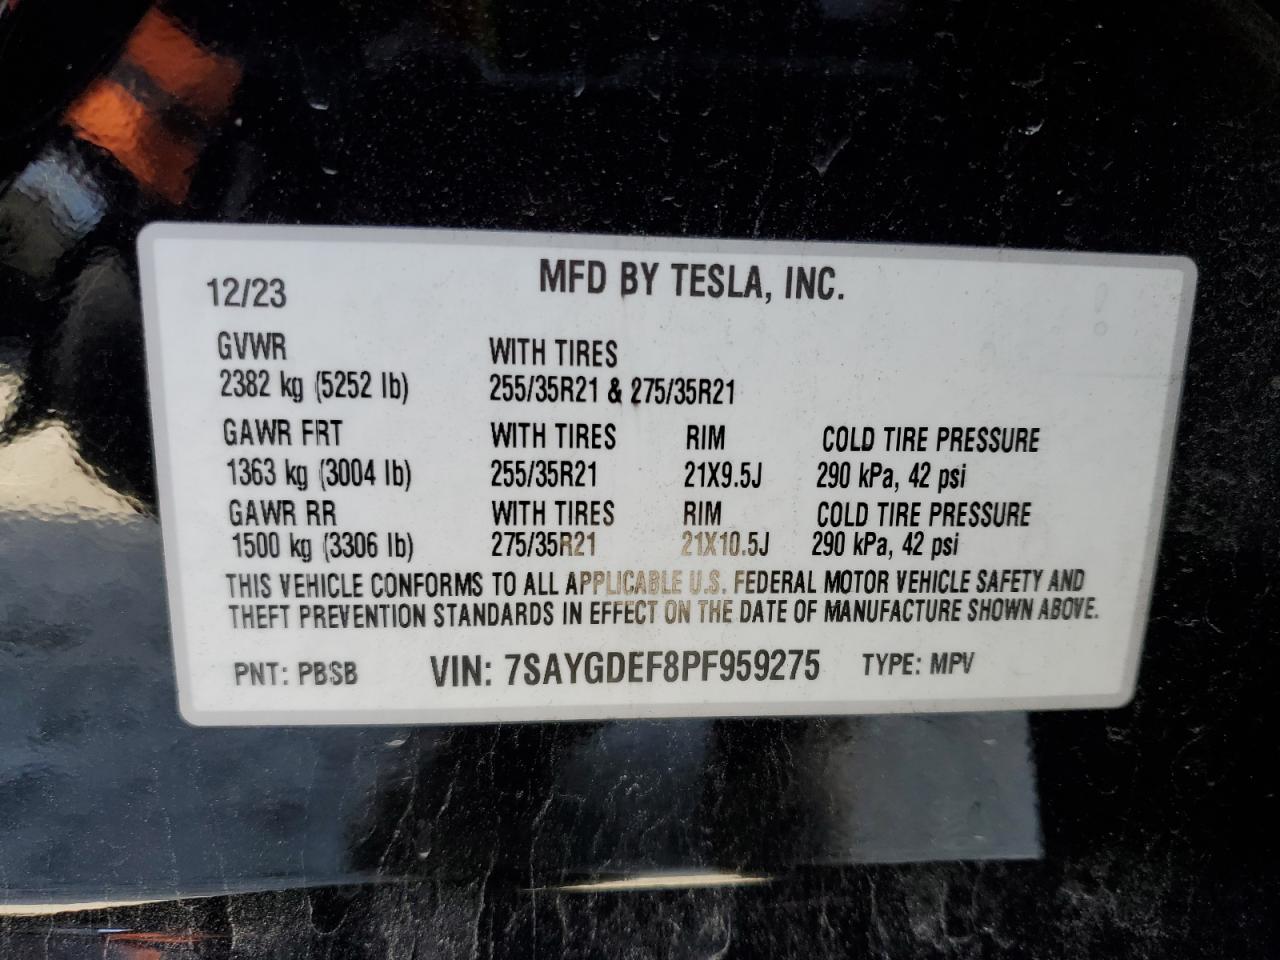 MFD BY TESLA, INC.
12/23
GVWR WITH TIRES
2382 kg (5252 lb) 255/35R21 & 275/35R21
GAWR FRT WITH TIRES RIM COLD TIRE PRESSURE
1363 kg (3004 lb) 255/35R21 21X9.5J 290 kPa, 42 psi
GAWR RR WITH TIRES RIM COLD TIRE PRESSURE
1500 kg (3306 lb) 275/35R21 21X10.5J 290 kPa, 42 psi
THIS VEHICLE CONFORMS TO ALL APPLICABLE U.S. FEDERAL MOTOR VEHICLE SAFETY AND
THEFT PREVENTION STANDARDS IN EFFECT ON THE DATE OF MANUFACTURE SHOWN ABOVE.
PNT: PBSB VIN: 7SAYGDEF8PF959275 TYPE: MPV